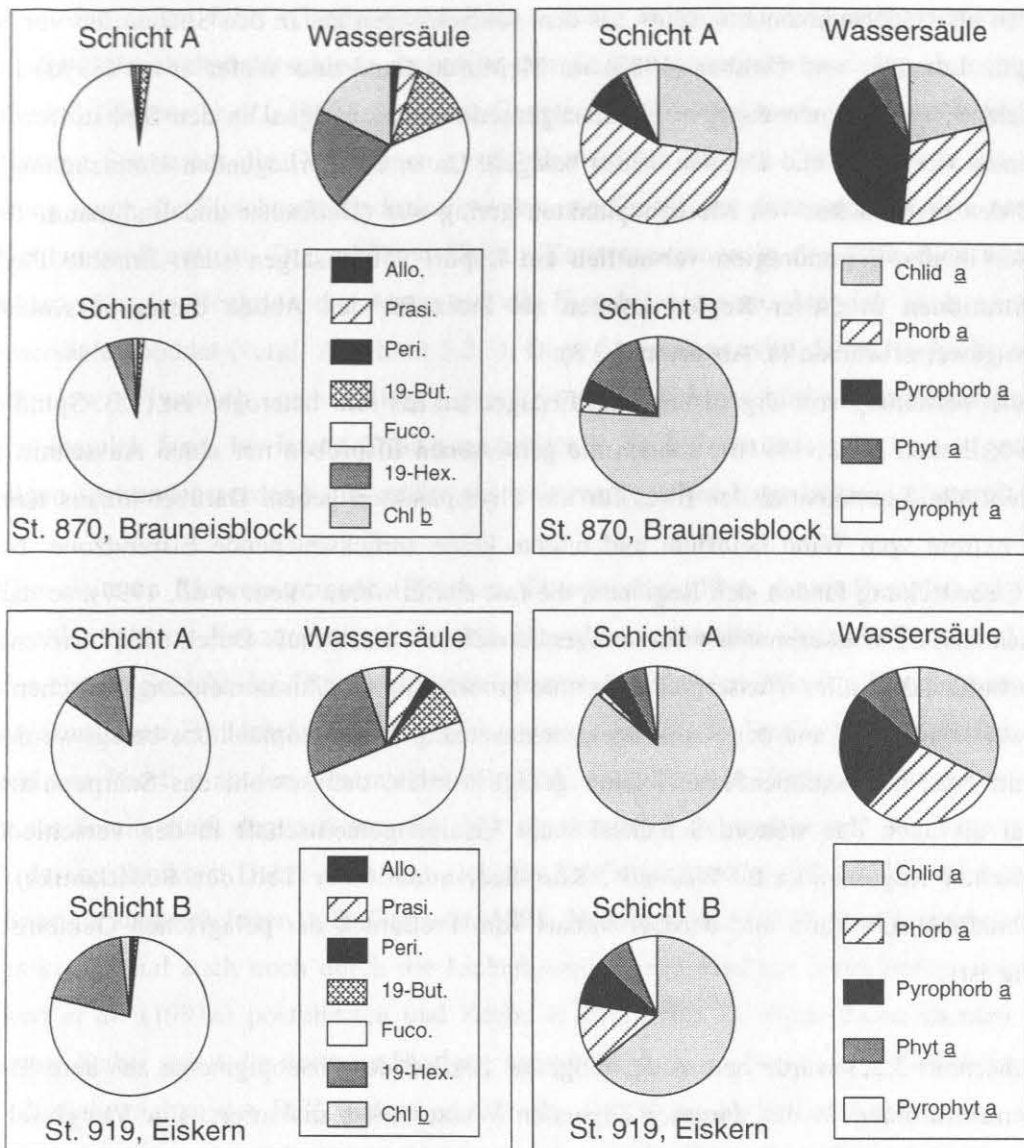 Schicht A
Wassersäule
Allo.
Präsi.
Peri.
19-But.
Fuco.
19-Hex.
Chl b
Schicht B
St. 870, Brauneisblock
Schicht A
Wassersäule
Chlid a
Phorb a
Pyrophorb a
Phyt a
Pyrophyt a
Schicht B
St. 870, Brauneisblock
Schicht A
Wassersäule
Allo.
Prasi.
Peri.
19-But.
Fuco.
19-Hex.
Chl b
Schicht B
St. 919, Eiskern
Schicht A
Wassersäule
Chlid a
Phorb a
Pyrophorb a
Phyt a
Pyrophyt a
Schicht B
St. 919, Eiskern